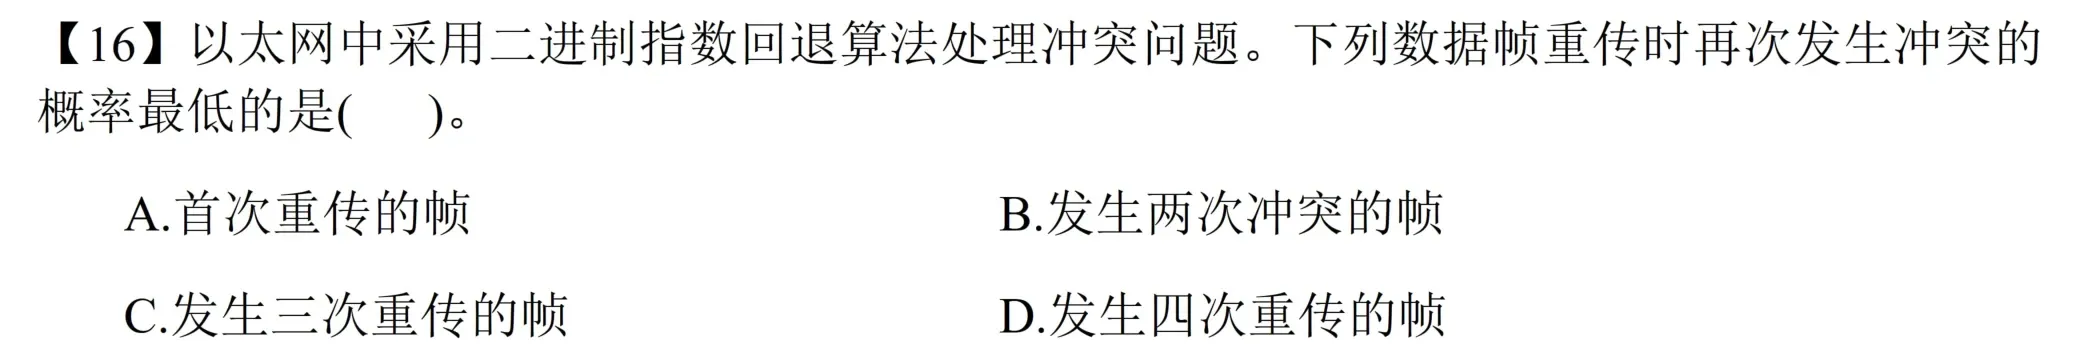 【16】以太网中采用二进制指数回退算法处理冲突问题。下列数据帧重传时再次发生冲突的
概率最低的是(    )。
A.首次重传的帧
B.发生两次冲突的帧
C.发生三次重传的帧
D.发生四次重传的帧